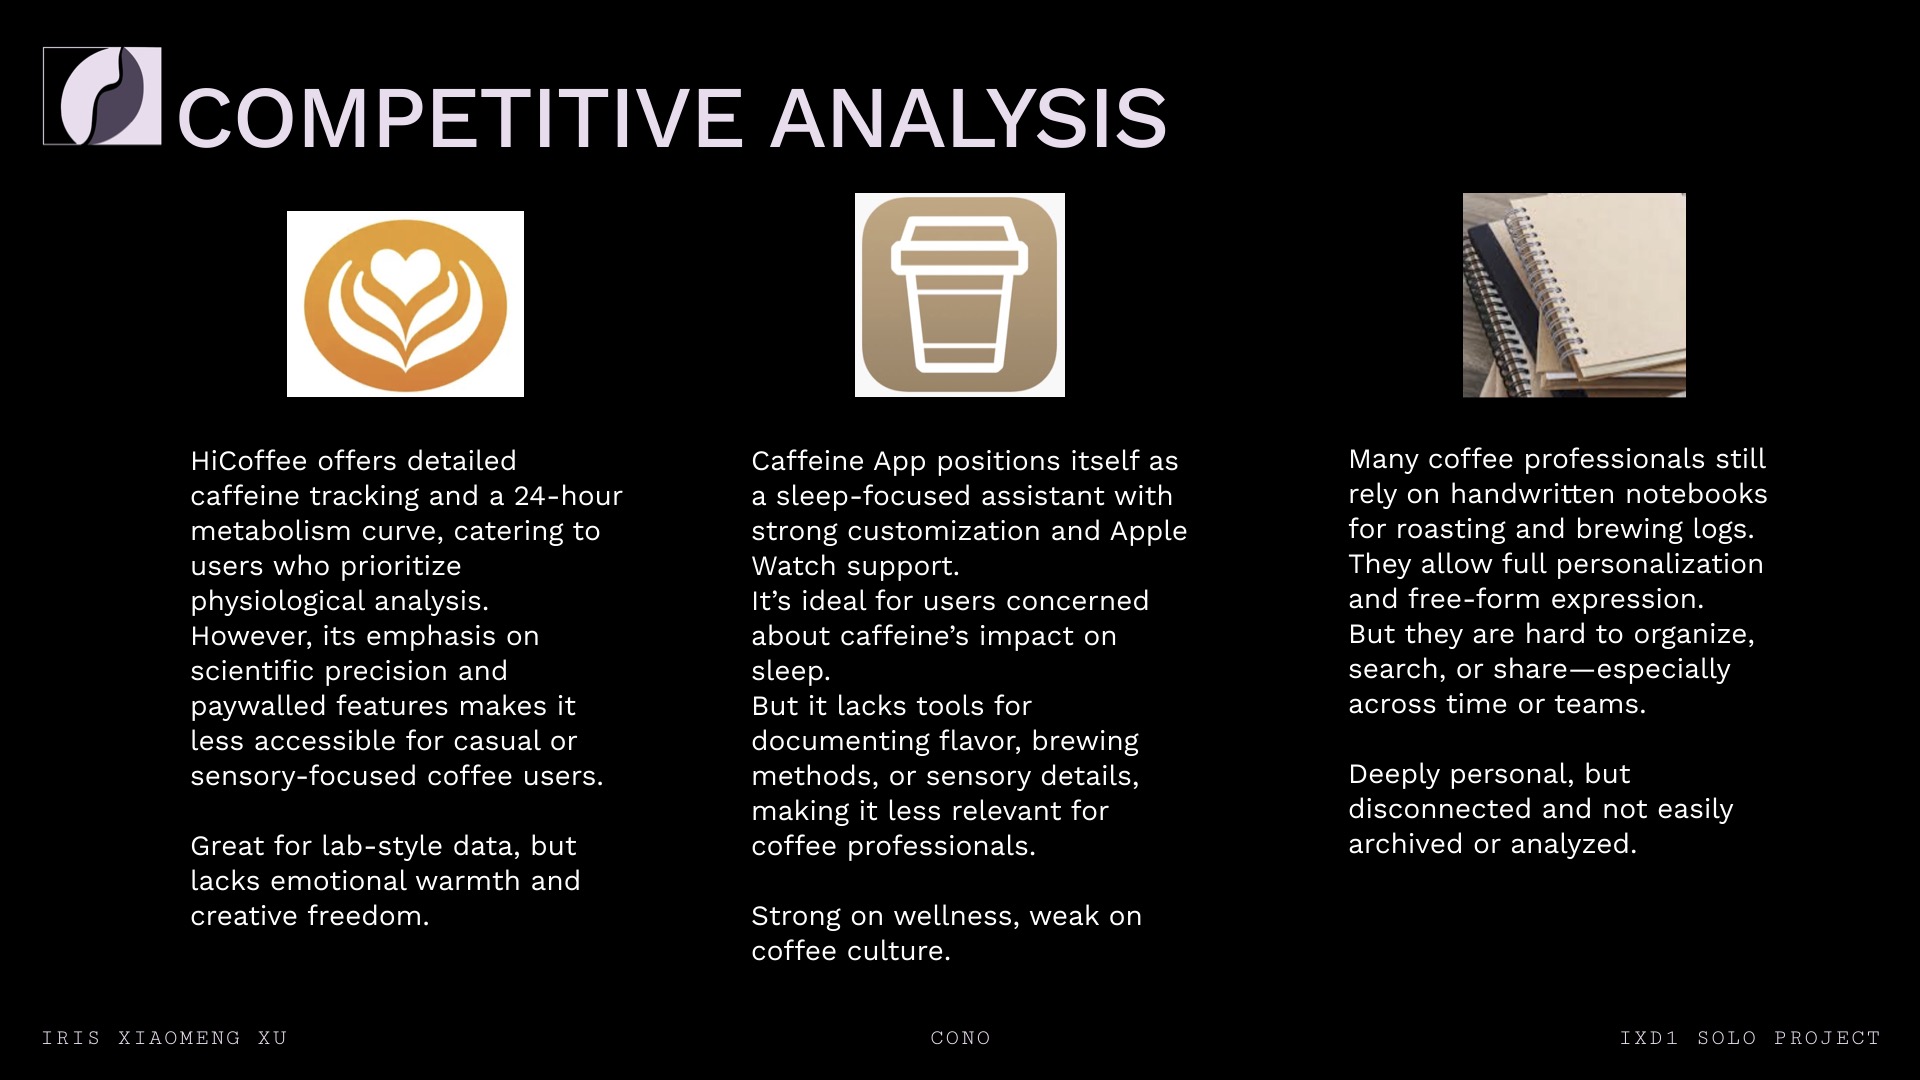 COMPETITIVE ANALYSIS
HiCoffee offers detailed
caffeine tracking and a 24-hour
metabolism curve, catering to
users who prioritize
physiological analysis.
However, its emphasis on
scientific precision and
paywalled features makes it
less accessible for casual or
sensory-focused coffee users.
Great for lab-style data, but
lacks emotional warmth and
creative freedom.
Caffeine App positions itself as
a sleep-focused assistant with
strong customization and Apple
Watch support.
It’s ideal for users concerned
about caffeine’s impact on
sleep.
But it lacks tools for
documenting flavor, brewing
methods, or sensory details,
making it less relevant for
coffee professionals.
Strong on wellness, weak on
coffee culture.
Many coffee professionals still
rely on handwritten notebooks
for roasting and brewing logs.
They allow full personalization
and free-form expression.
But they are hard to organize,
search, or share—especially
across time or teams.
Deeply personal, but
disconnected and not easily
archived or analyzed.
IRIS XIAOMENG XU
CONO
IXD1 SOLO PROJECT